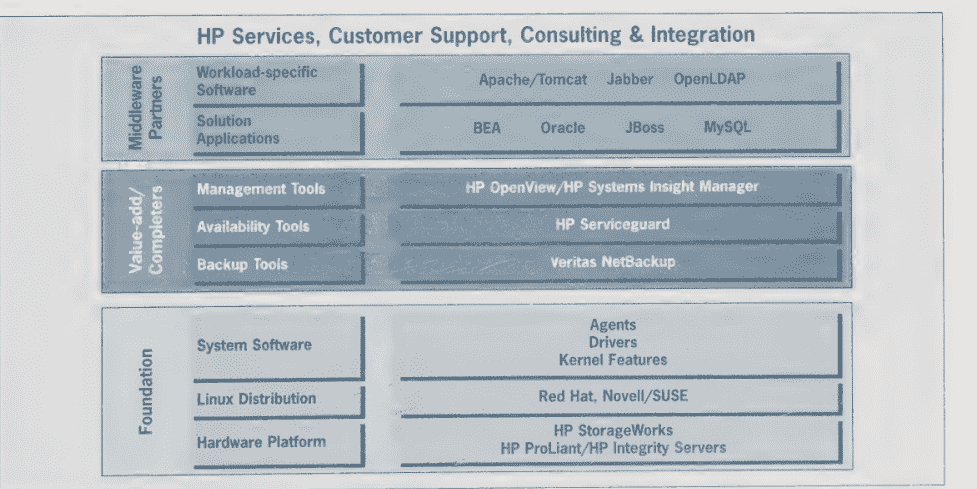 HP Services, Customer Support, Consulting & Integration
Middleware
Partners
Workload-specific
Software
Apache/Tomcat Jabber OpenLDAP
Solution
Applications
BEA Oracle JBoss MySQL
Value-add/
Completers
Management Tools
HP OpenView/HP Systems Insight Manager
Availability Tools
HP Serviceguard
Backup Tools
Veritas NetBackup
Foundation
System Software
Agents
Drivers
Kernel Features
Linux Distribution
Red Hat, Novell/SUSE
Hardware Platform
HP StorageWorks
HP ProLiant/HP Integrity Servers